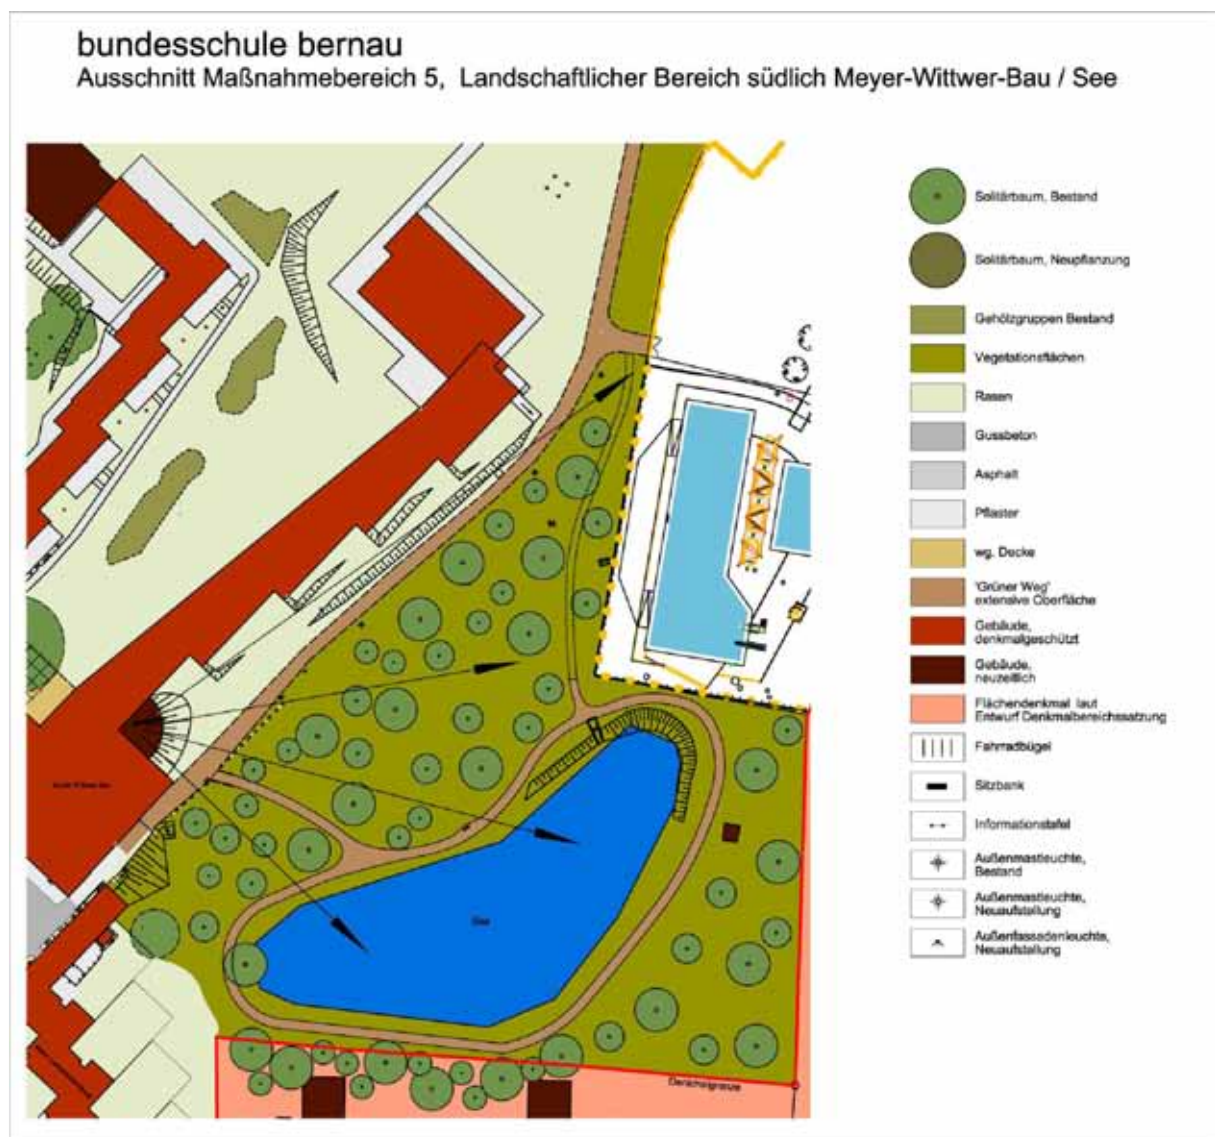 bundesschule bernau
Ausschnitt Maßnahmebereich 5, Landschaftlicher Bereich südlich Meyer-Wittwer-Bau / See
Solitärbaum, Bestand
Solitärbaum, Neupflanzung
Gehölzgruppen Bestand
Vegetationsflächen
Rasen
Gussbeton
Asphalt
Pflaster
wg. Decke
'Grüner Weg'
extensive Oberfläche
Gebäude,
denkmalgeschützt
Gebäude,
neuzeitlich
Flächendenkmal laut
Entwurf Denkmalbereichssatzung
Fahrradbügel
Sitzbank
Informationstafel
Außenmastleuchte,
Bestand
Außenmastleuchte,
Neuaufstellung
Außenfassadenleuchte,
Neuaufstellung
See
Denkmalgrenze